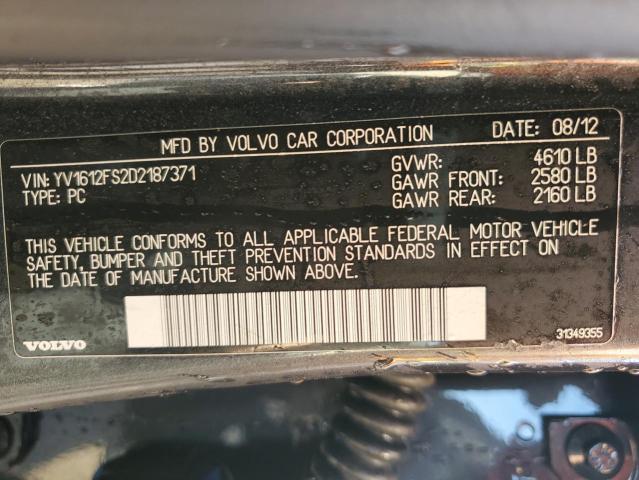 MFD BY VOLVO CAR CORPORATION DATE: 08/12
VIN: YV1612FS2D2187371 GVWR: 4610 LB
TYPE: PC GAWR FRONT: 2580 LB
GAWR REAR: 2160 LB
THIS VEHICLE CONFORMS TO ALL APPLICABLE FEDERAL MOTOR VEHICLE
SAFETY, BUMPER AND THEFT PREVENTION STANDARDS IN EFFECT ON
THE DATE OF MANUFACTURE SHOWN ABOVE.
VOLVO 31349355